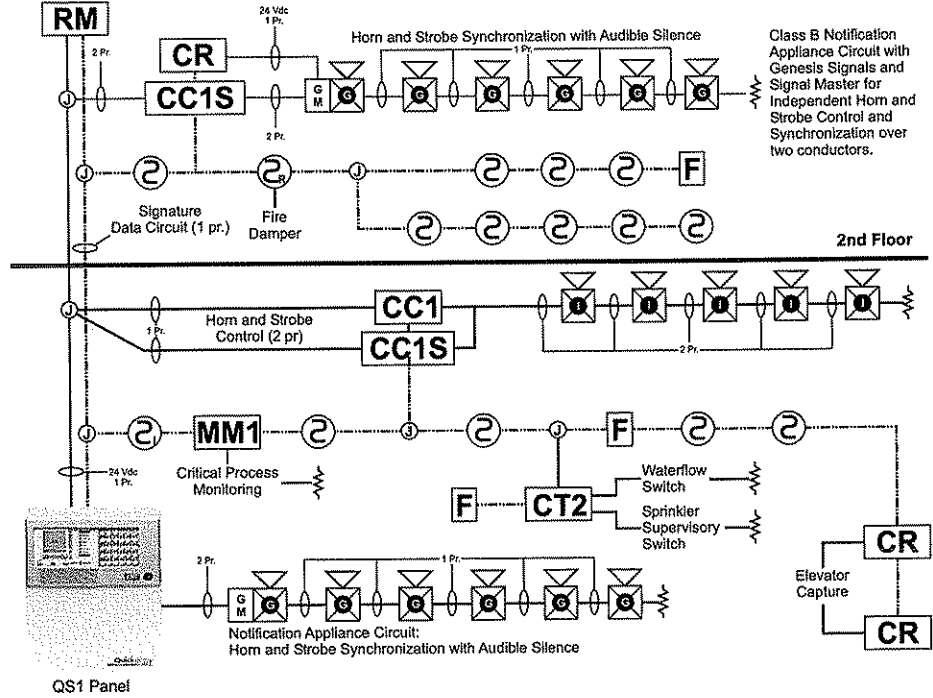 RM
24 Vdc
1 Pr.
2 Pr.
CR
Horn and Strobe Synchronization with Audible Silence
1 Pr.
Class B Notification
Appliance Circuit with
Genesis Signals and
Signal Master for
Independent Horn and
Strobe Control and
Synchronization over
two conductors.
J
CC1S
G
M
G
G
G
G
G
G
2 Pr.
J
R
J
F
Signature
Data Circuit (1 pr.)
Fire
Damper
2nd Floor
J
1 Pr.
Horn and Strobe
Control (2 pr)
CC1
CC1S
I
I
I
I
I
2 Pr.
J
I
MM1
J
J
F
Critical Process
Monitoring
24 Vdc
1 Pr.
F
CT2
Waterflow
Switch
Sprinkler
Supervisory
Switch
CR
Elevator
Capture
CR
2 Pr.
1 Pr.
G
M
G
G
G
G
G
G
Notification Appliance Circuit:
Horn and Strobe Synchronization with Audible Silence
QS1 Panel